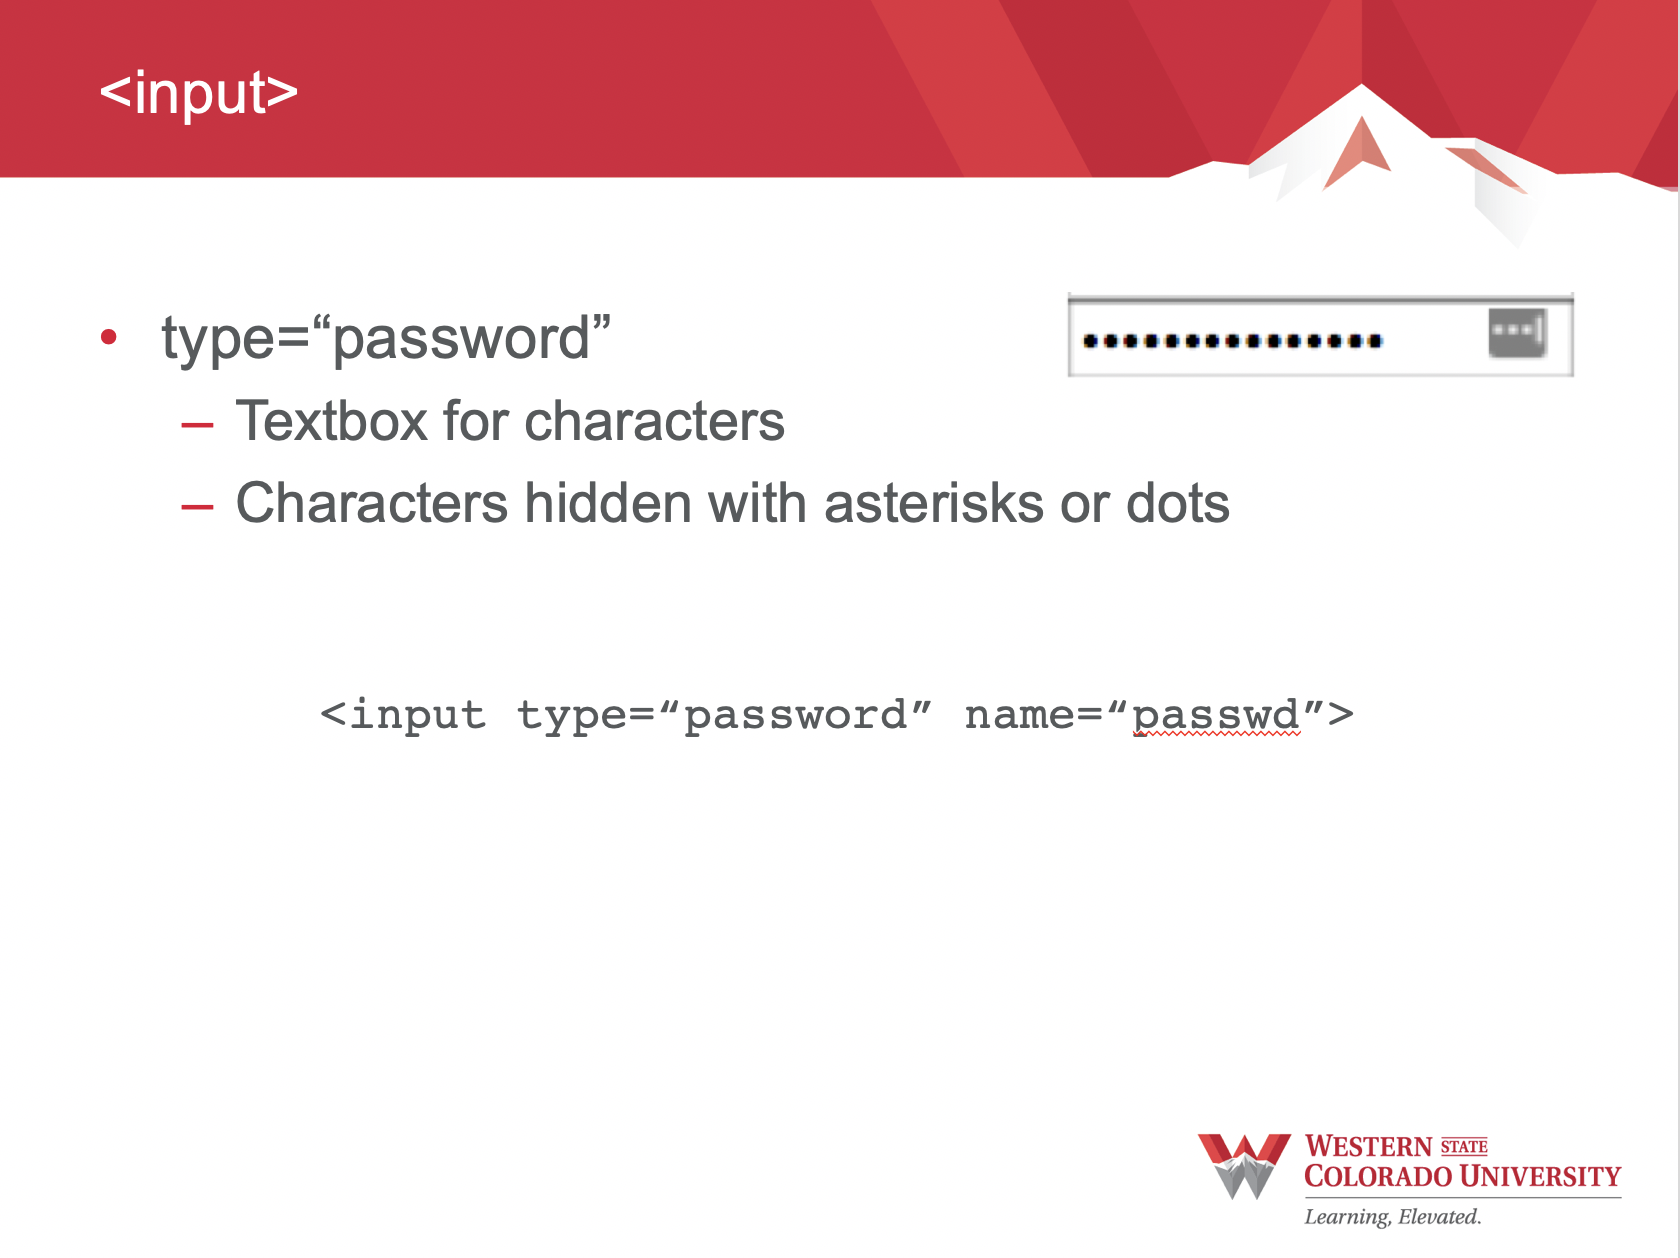 <input>
• type=“password”
– Textbox for characters
– Characters hidden with asterisks or dots
<input type=“password” name=“passwd”>
WESTERN STATE
COLORADO UNIVERSITY
Learning, Elevated.